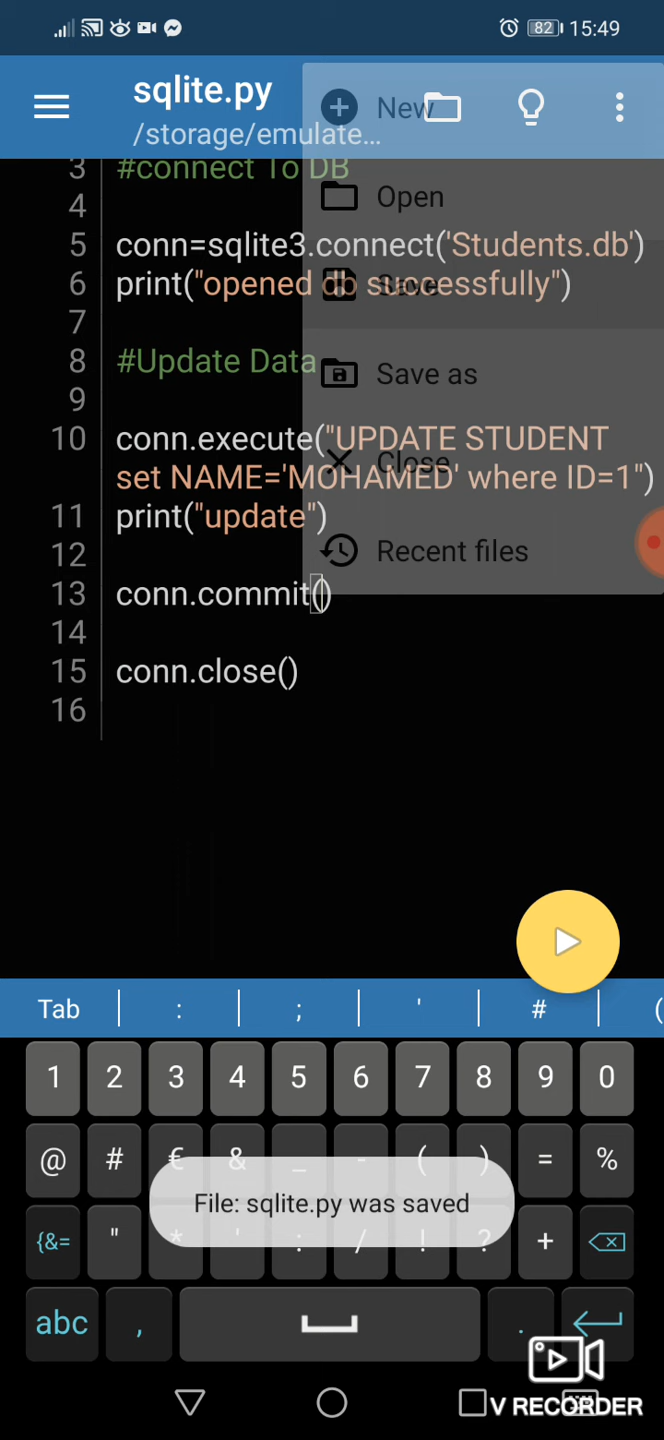 82 15:49
sqlite.py
/storage/emulate...
New
Open
Save
Save as
Close
Recent files
3 #connect To DB
4
5 conn=sqlite3.connect('Students.db')
6 print("opened db successfully")
7
8 #Update Data
9
10 conn.execute("UPDATE STUDENT
set NAME='MOHAMED' where ID=1")
11 print("update")
12
13 conn.commit()
14
15 conn.close()
16
Tab : ; ' # (
1 2 3 4 5 6 7 8 9 0
@ # € & _ - ( ) = %
File: sqlite.py was saved
{&= " * ' : / ! ? +
abc , .
V RECORDER